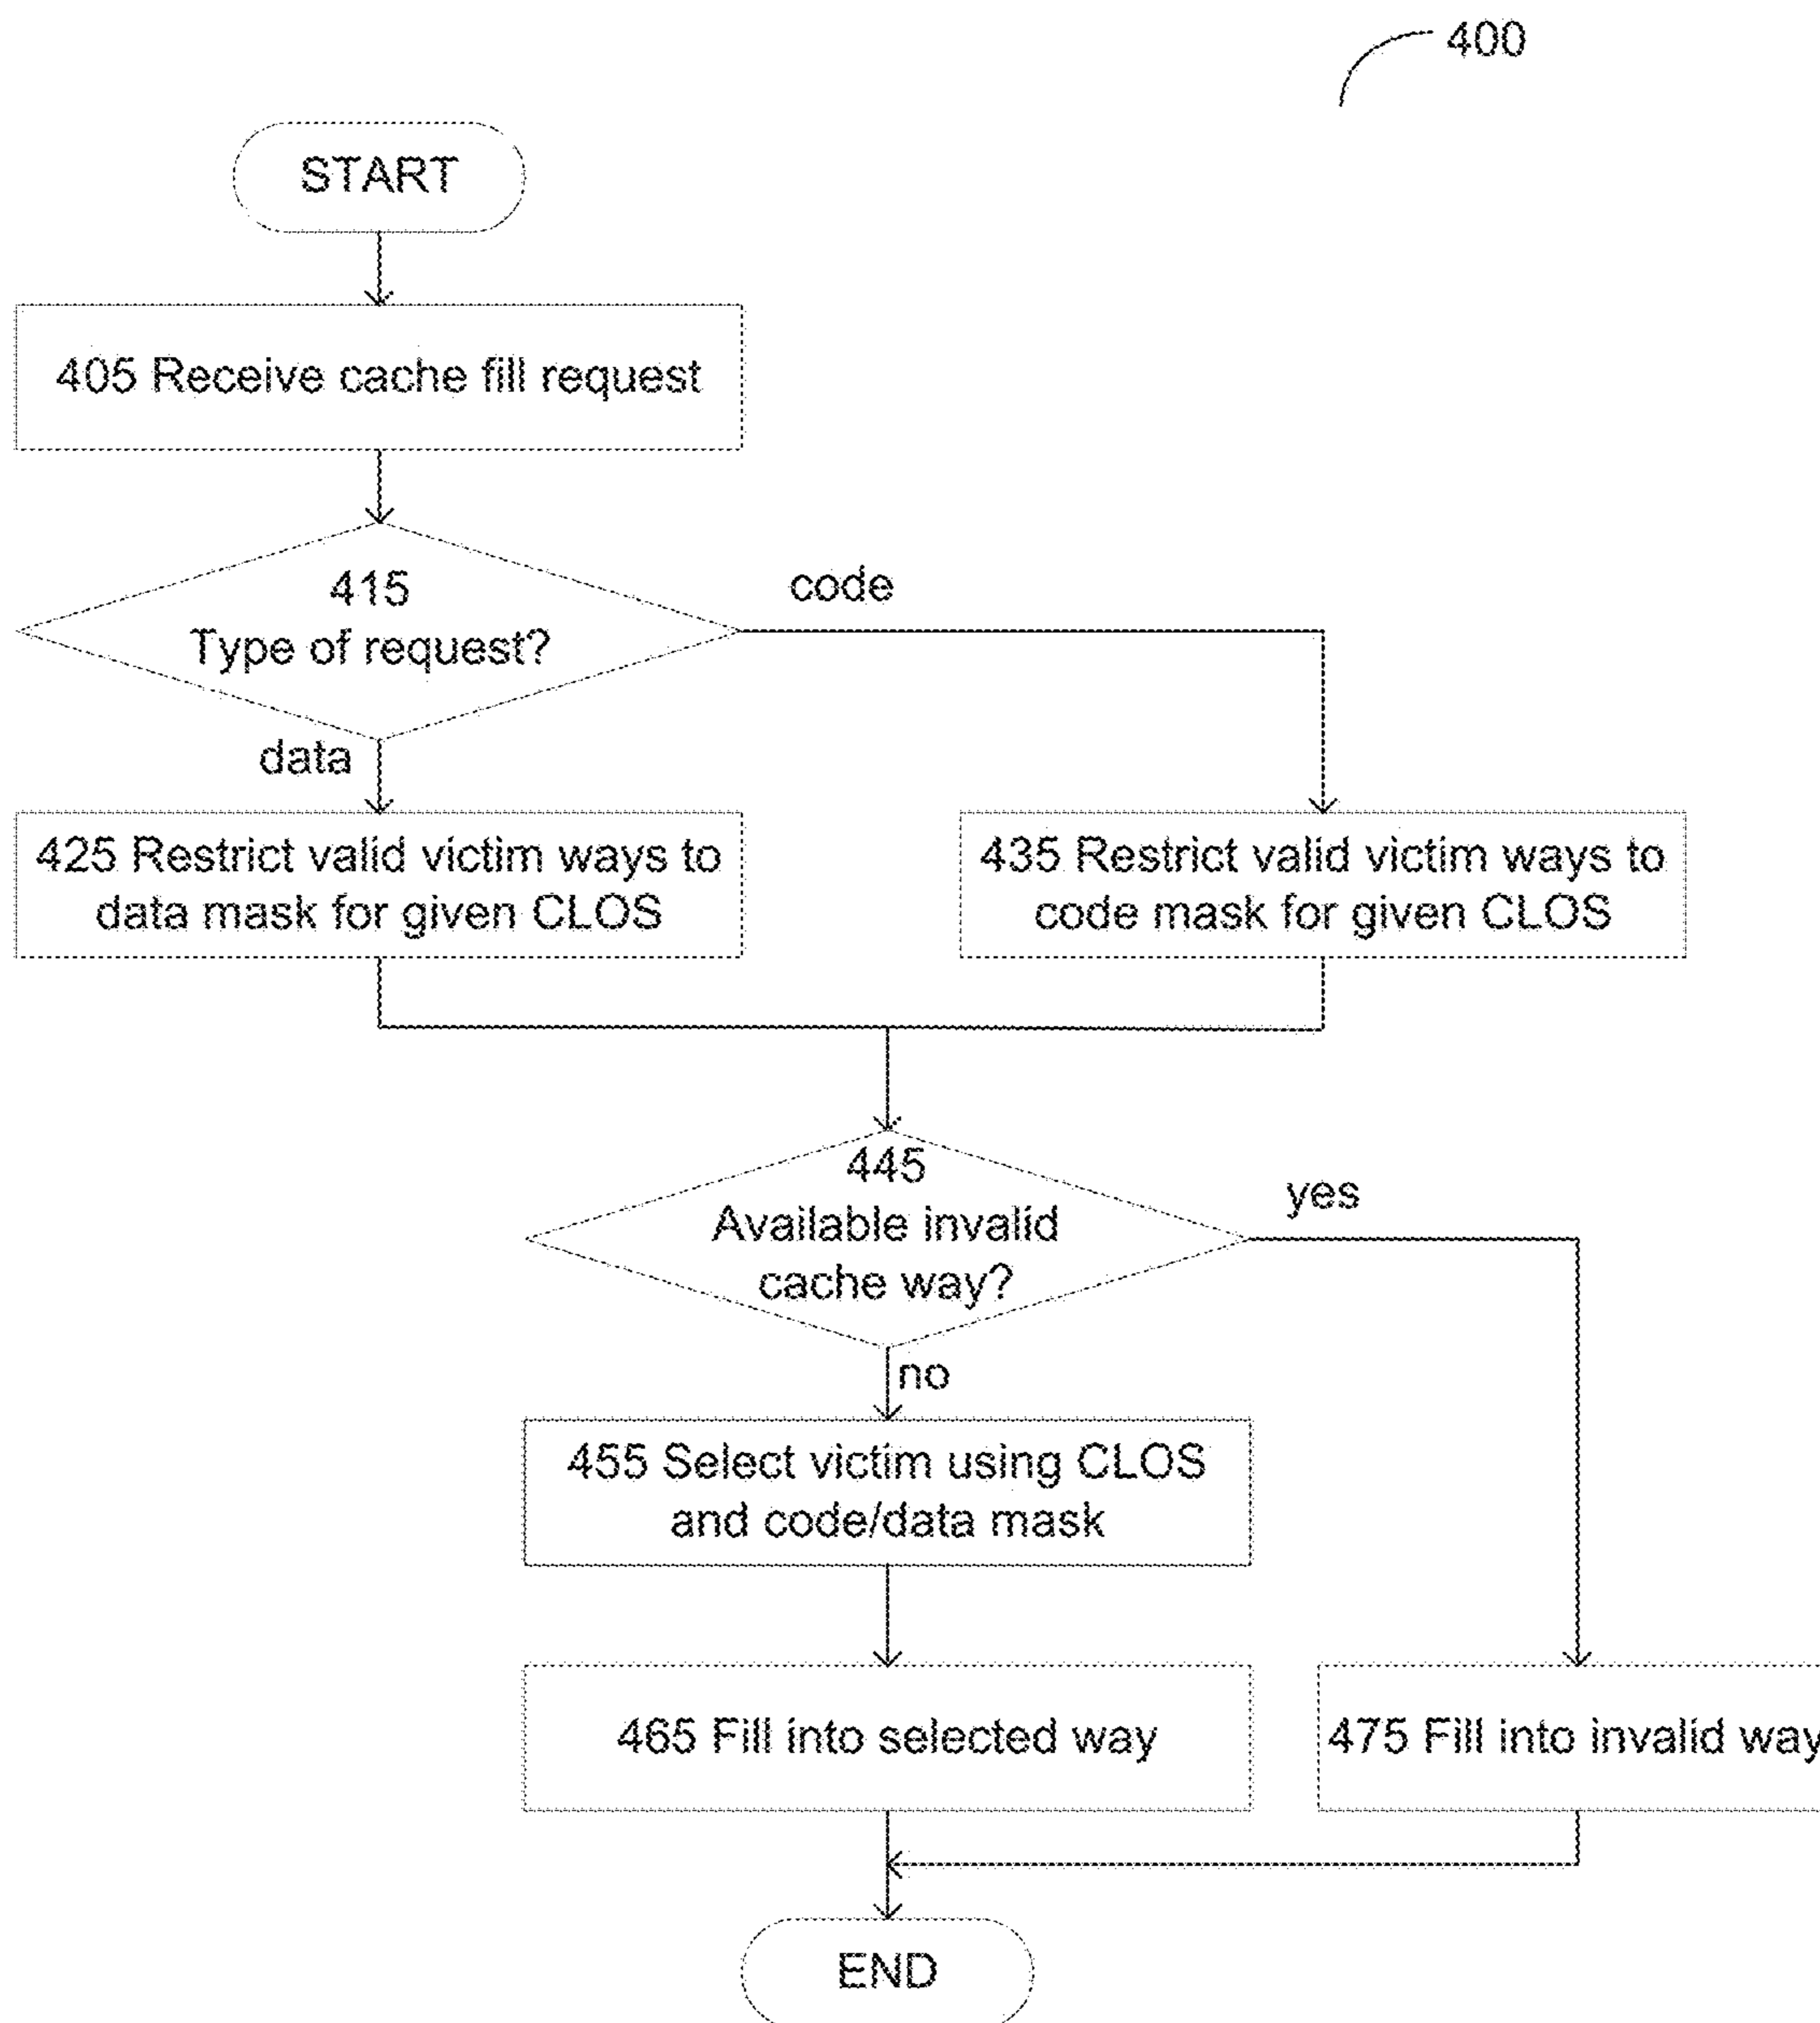 400
START
405 Receive cache fill request
415
Type of request?
code
data
425 Restrict valid victim ways to
data mask for given CLOS
435 Restrict valid victim ways to
code mask for given CLOS
445
Available invalid
cache way?
yes
no
455 Select victim using CLOS
and code/data mask
465 Fill into selected way
475 Fill into invalid way
END